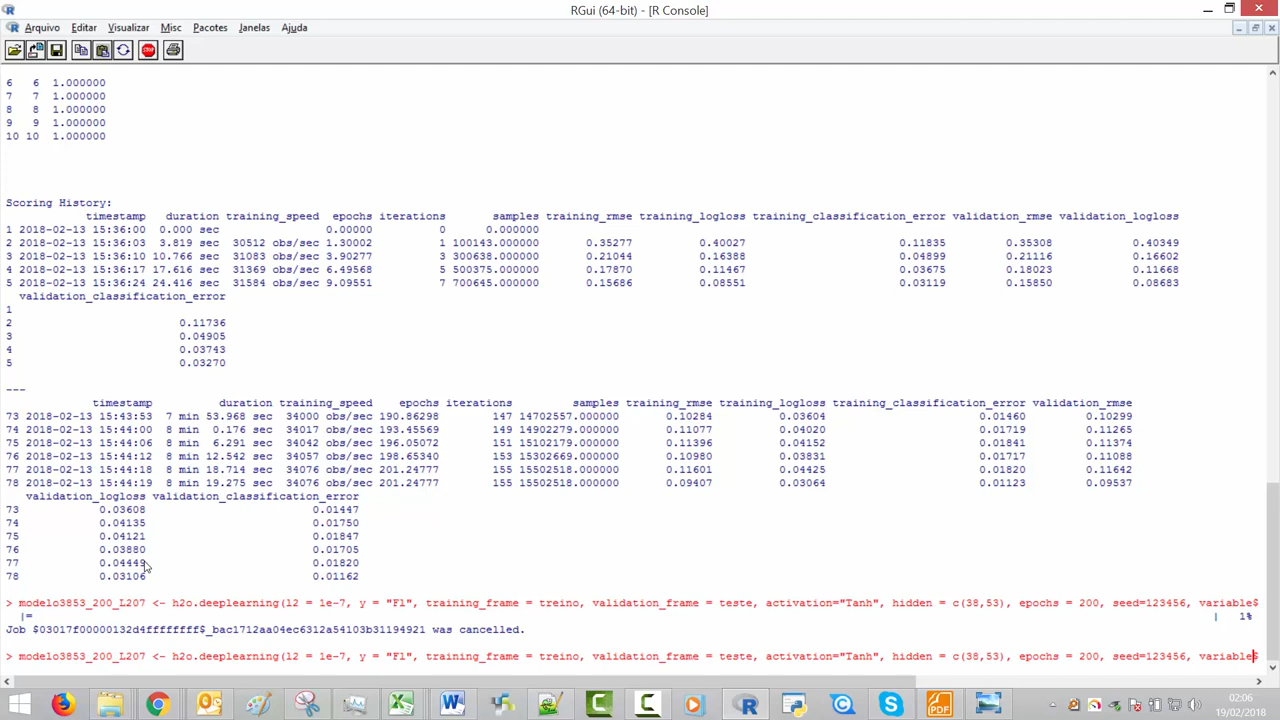 RGui (64-bit) - [R Console]
Arquivo Editar Visualizar Misc Pacotes Janelas Ajuda
STOP
6 6 1.000000
7 7 1.000000
8 8 1.000000
9 9 1.000000
10 10 1.000000
Scoring History:
timestamp duration training_speed epochs iterations samples training_rmse training_logloss training_classification_error validation_rmse validation_logloss
1 2018-02-13 15:36:00 0.000 sec 0.00000 0 0.000000
2 2018-02-13 15:36:03 3.819 sec 30512 obs/sec 1.30002 1 100143.000000 0.35277 0.40027 0.11835 0.35308 0.40349
3 2018-02-13 15:36:10 10.766 sec 31083 obs/sec 3.90277 3 300638.000000 0.21044 0.16388 0.04899 0.21116 0.16602
4 2018-02-13 15:36:17 17.616 sec 31369 obs/sec 6.49568 5 500375.000000 0.17870 0.11467 0.03675 0.18023 0.11668
5 2018-02-13 15:36:24 24.416 sec 31584 obs/sec 9.09551 7 700645.000000 0.15686 0.08551 0.03119 0.15850 0.08683
validation_classification_error
1
2 0.11736
3 0.04905
4 0.03743
5 0.03270
---
timestamp duration training_speed epochs iterations samples training_rmse training_logloss training_classification_error validation_rmse
73 2018-02-13 15:43:53 7 min 53.968 sec 34000 obs/sec 190.86298 147 14702557.000000 0.10284 0.03604 0.01460 0.10299
74 2018-02-13 15:44:00 8 min 0.176 sec 34017 obs/sec 193.45569 149 14902279.000000 0.11077 0.04020 0.01719 0.11265
75 2018-02-13 15:44:06 8 min 6.291 sec 34042 obs/sec 196.05072 151 15102179.000000 0.11396 0.04152 0.01841 0.11374
76 2018-02-13 15:44:12 8 min 12.542 sec 34057 obs/sec 198.65340 153 15302669.000000 0.10980 0.03831 0.01717 0.11088
77 2018-02-13 15:44:18 8 min 18.714 sec 34076 obs/sec 201.24777 155 15502518.000000 0.11601 0.04425 0.01820 0.11642
78 2018-02-13 15:44:19 8 min 19.275 sec 34076 obs/sec 201.24777 155 15502518.000000 0.09407 0.03064 0.01123 0.09537
validation_logloss validation_classification_error
73 0.03608 0.01447
74 0.04135 0.01750
75 0.04121 0.01847
76 0.03880 0.01705
77 0.04449 0.01820
78 0.03106 0.01162
> modelo3853_200_L207 <- h2o.deeplearning(l2 = 1e-7, y = "Fl", training_frame = treino, validation_frame = teste, activation="Tanh", hidden = c(38,53), epochs = 200, seed=123456, variable$
|= | 1%
Job $03017f00000132d4ffffffff$_bac1712aa04ec6312a54103b31194921 was cancelled.
> modelo3853_200_L207 <- h2o.deeplearning(l2 = 1e-7, y = "Fl", training_frame = treino, validation_frame = teste, activation="Tanh", hidden = c(38,53), epochs = 200, seed=123456, variable$
02:06
19/02/2018